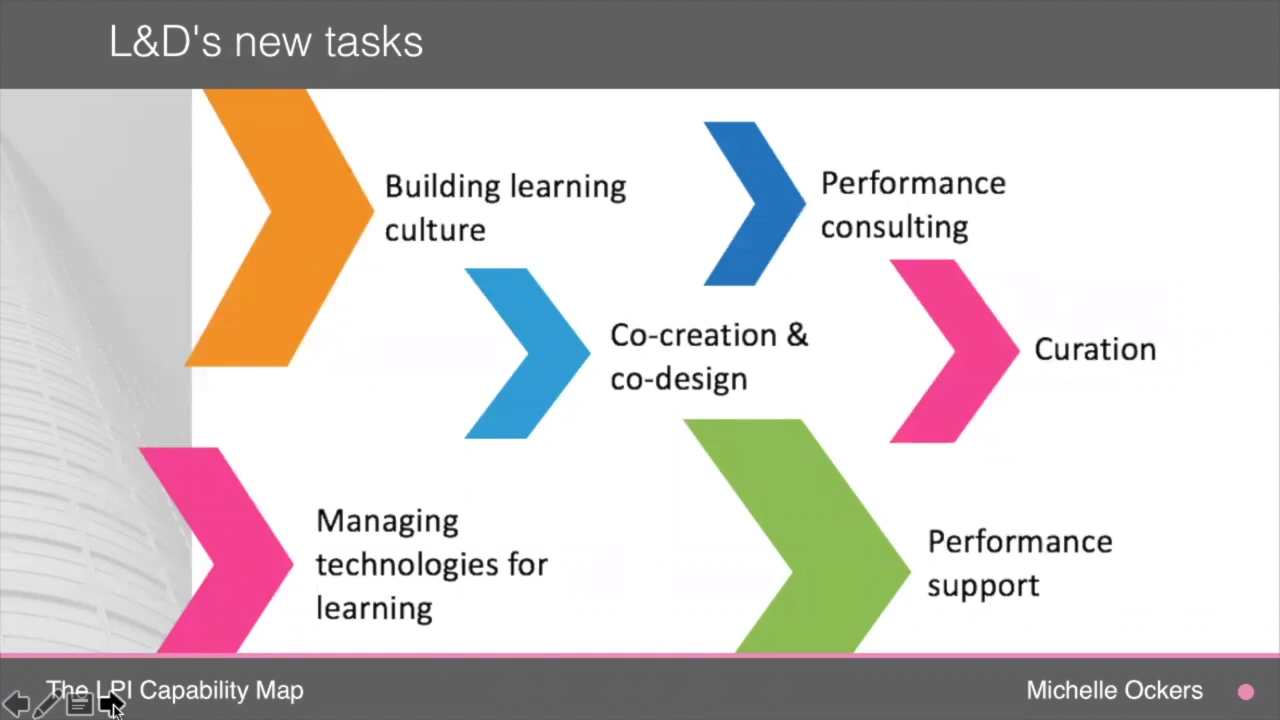 L&D's new tasks
Building learning
culture
Performance
consulting
Co-creation &
co-design
Curation
Managing
technologies for
learning
Performance
support
The LPI Capability Map
Michelle Ockers